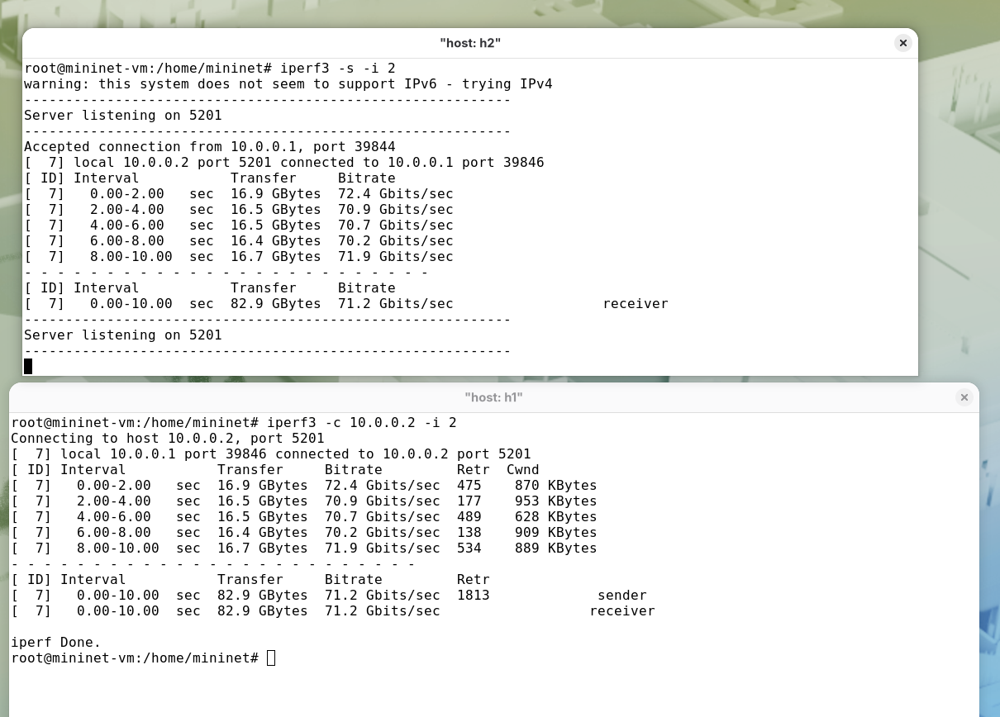 "host: h2"
root@mininet-vm:/home/mininet# iperf3 -s -i 2
warning: this system does not seem to support IPv6 - trying IPv4
-----------------------------------------------------------
Server listening on 5201
-----------------------------------------------------------
Accepted connection from 10.0.0.1, port 39844
[  7] local 10.0.0.2 port 5201 connected to 10.0.0.1 port 39846
[ ID] Interval           Transfer     Bitrate
[  7]   0.00-2.00   sec  16.9 GBytes  72.4 Gbits/sec
[  7]   2.00-4.00   sec  16.5 GBytes  70.9 Gbits/sec
[  7]   4.00-6.00   sec  16.5 GBytes  70.7 Gbits/sec
[  7]   6.00-8.00   sec  16.4 GBytes  70.2 Gbits/sec
[  7]   8.00-10.00  sec  16.7 GBytes  71.9 Gbits/sec
- - - - - - - - - - - - - - - - - - - - - - - - -
[ ID] Interval           Transfer     Bitrate
[  7]   0.00-10.00  sec  82.9 GBytes  71.2 Gbits/sec                  receiver
-----------------------------------------------------------
Server listening on 5201
-----------------------------------------------------------
"host: h1"
root@mininet-vm:/home/mininet# iperf3 -c 10.0.0.2 -i 2
Connecting to host 10.0.0.2, port 5201
[  7] local 10.0.0.1 port 39846 connected to 10.0.0.2 port 5201
[ ID] Interval           Transfer     Bitrate         Retr  Cwnd
[  7]   0.00-2.00   sec  16.9 GBytes  72.4 Gbits/sec  475    870 KBytes
[  7]   2.00-4.00   sec  16.5 GBytes  70.9 Gbits/sec  177    953 KBytes
[  7]   4.00-6.00   sec  16.5 GBytes  70.7 Gbits/sec  489    628 KBytes
[  7]   6.00-8.00   sec  16.4 GBytes  70.2 Gbits/sec  138    909 KBytes
[  7]   8.00-10.00  sec  16.7 GBytes  71.9 Gbits/sec  534    889 KBytes
- - - - - - - - - - - - - - - - - - - - - - - - -
[ ID] Interval           Transfer     Bitrate         Retr
[  7]   0.00-10.00  sec  82.9 GBytes  71.2 Gbits/sec  1813             sender
[  7]   0.00-10.00  sec  82.9 GBytes  71.2 Gbits/sec                  receiver

iperf Done.
root@mininet-vm:/home/mininet#